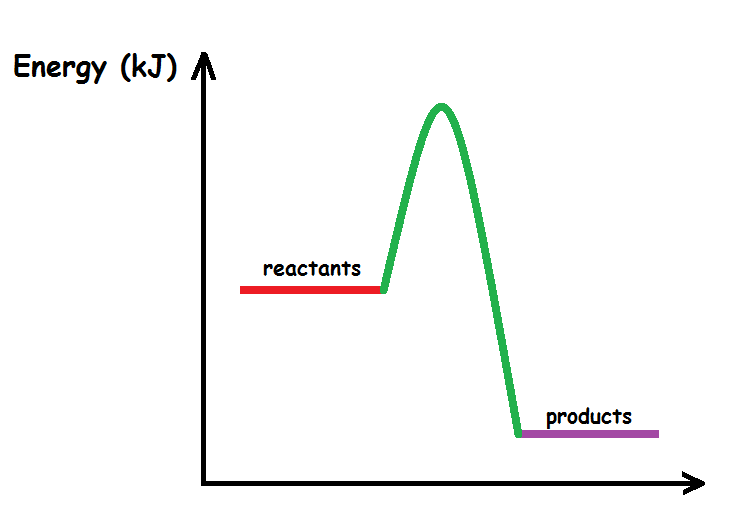 Energy (kJ)
reactants
products